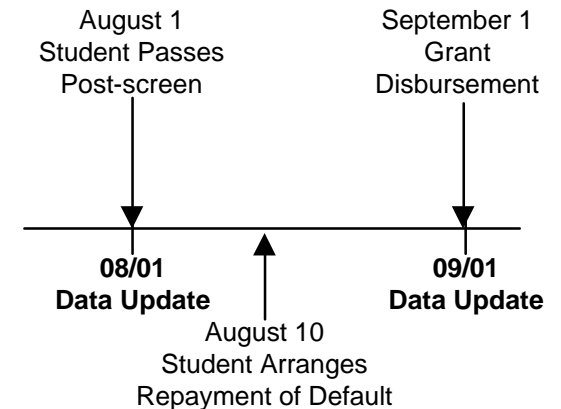 August 1
Student Passes
Post-screen
September 1
Grant
Disbursement
08/01
Data Update
09/01
Data Update
August 10
Student Arranges
Repayment of Default